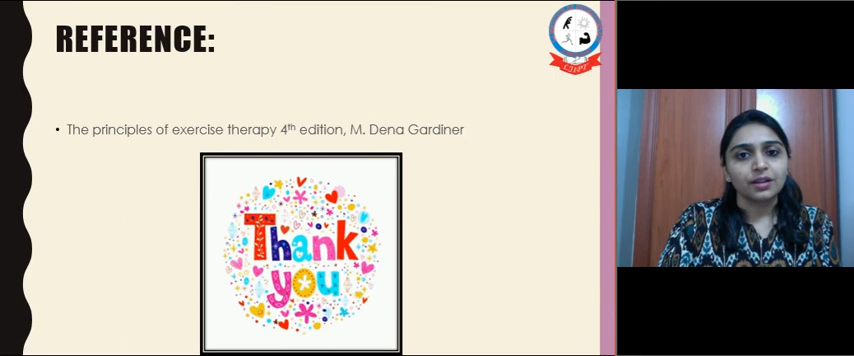 REFERENCE:
• The principles of exercise therapy 4th edition, M. Dena Gardiner
Thank
you